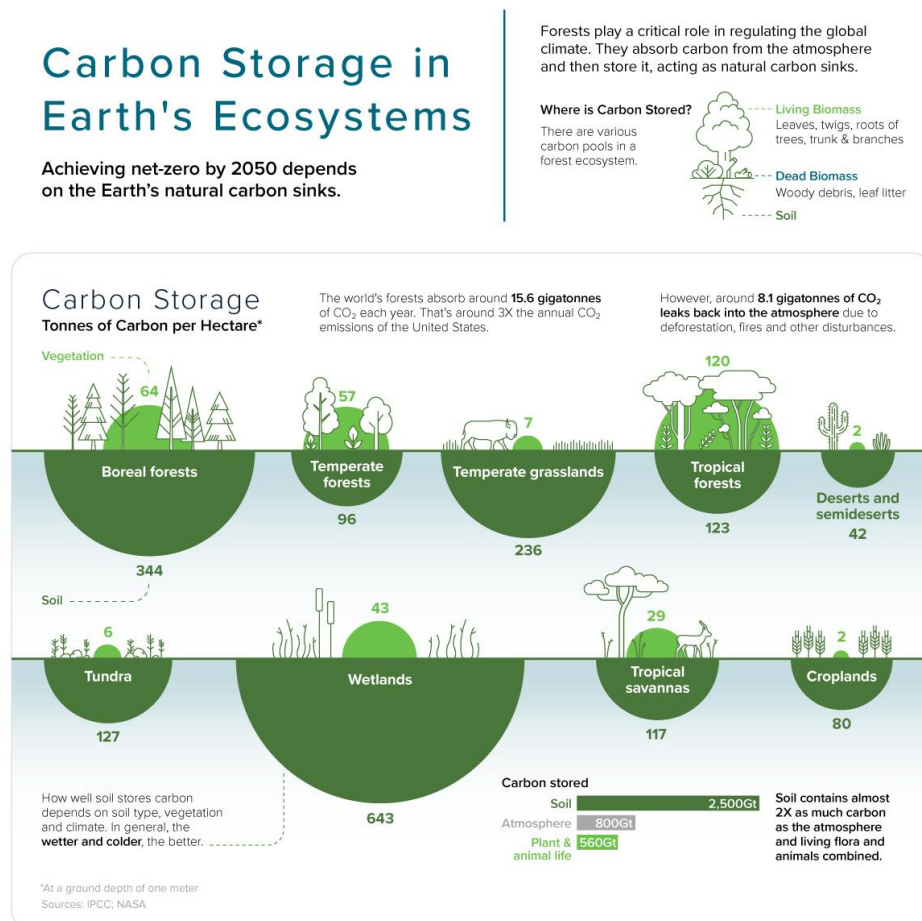 Carbon Storage in
Earth's Ecosystems
Achieving net-zero by 2050 depends
on the Earth's natural carbon sinks.
Forests play a critical role in regulating the global
climate. They absorb carbon from the atmosphere
and then store it, acting as natural carbon sinks.
Where is Carbon Stored?
There are various
carbon pools in a
forest ecosystem.
Living Biomass
Leaves, twigs, roots of
trees, trunk & branches
Dead Biomass
Woody debris, leaf litter
Soil
Carbon Storage
Tonnes of Carbon per Hectare*
The world's forests absorb around 15.6 gigatonnes
of CO₂ each year. That's around 3X the annual CO₂
emissions of the United States.
However, around 8.1 gigatonnes of CO₂
leaks back into the atmosphere due to
deforestation, fires and other disturbances.
Vegetation
64
Boreal forests
344
57
Temperate
forests
96
7
Temperate grasslands
236
120
Tropical
forests
123
2
Deserts and
semideserts
42
Soil
6
Tundra
127
43
Wetlands
643
29
Tropical
savannas
117
2
Croplands
80
How well soil stores carbon
depends on soil type, vegetation
and climate. In general, the
wetter and colder, the better.
Carbon stored
Soil 2,500Gt
Atmosphere 800Gt
Plant & 560Gt
animal life
Soil contains almost
2X as much carbon
as the atmosphere
and living flora and
animals combined.
*At a ground depth of one meter
Sources: IPCC; NASA